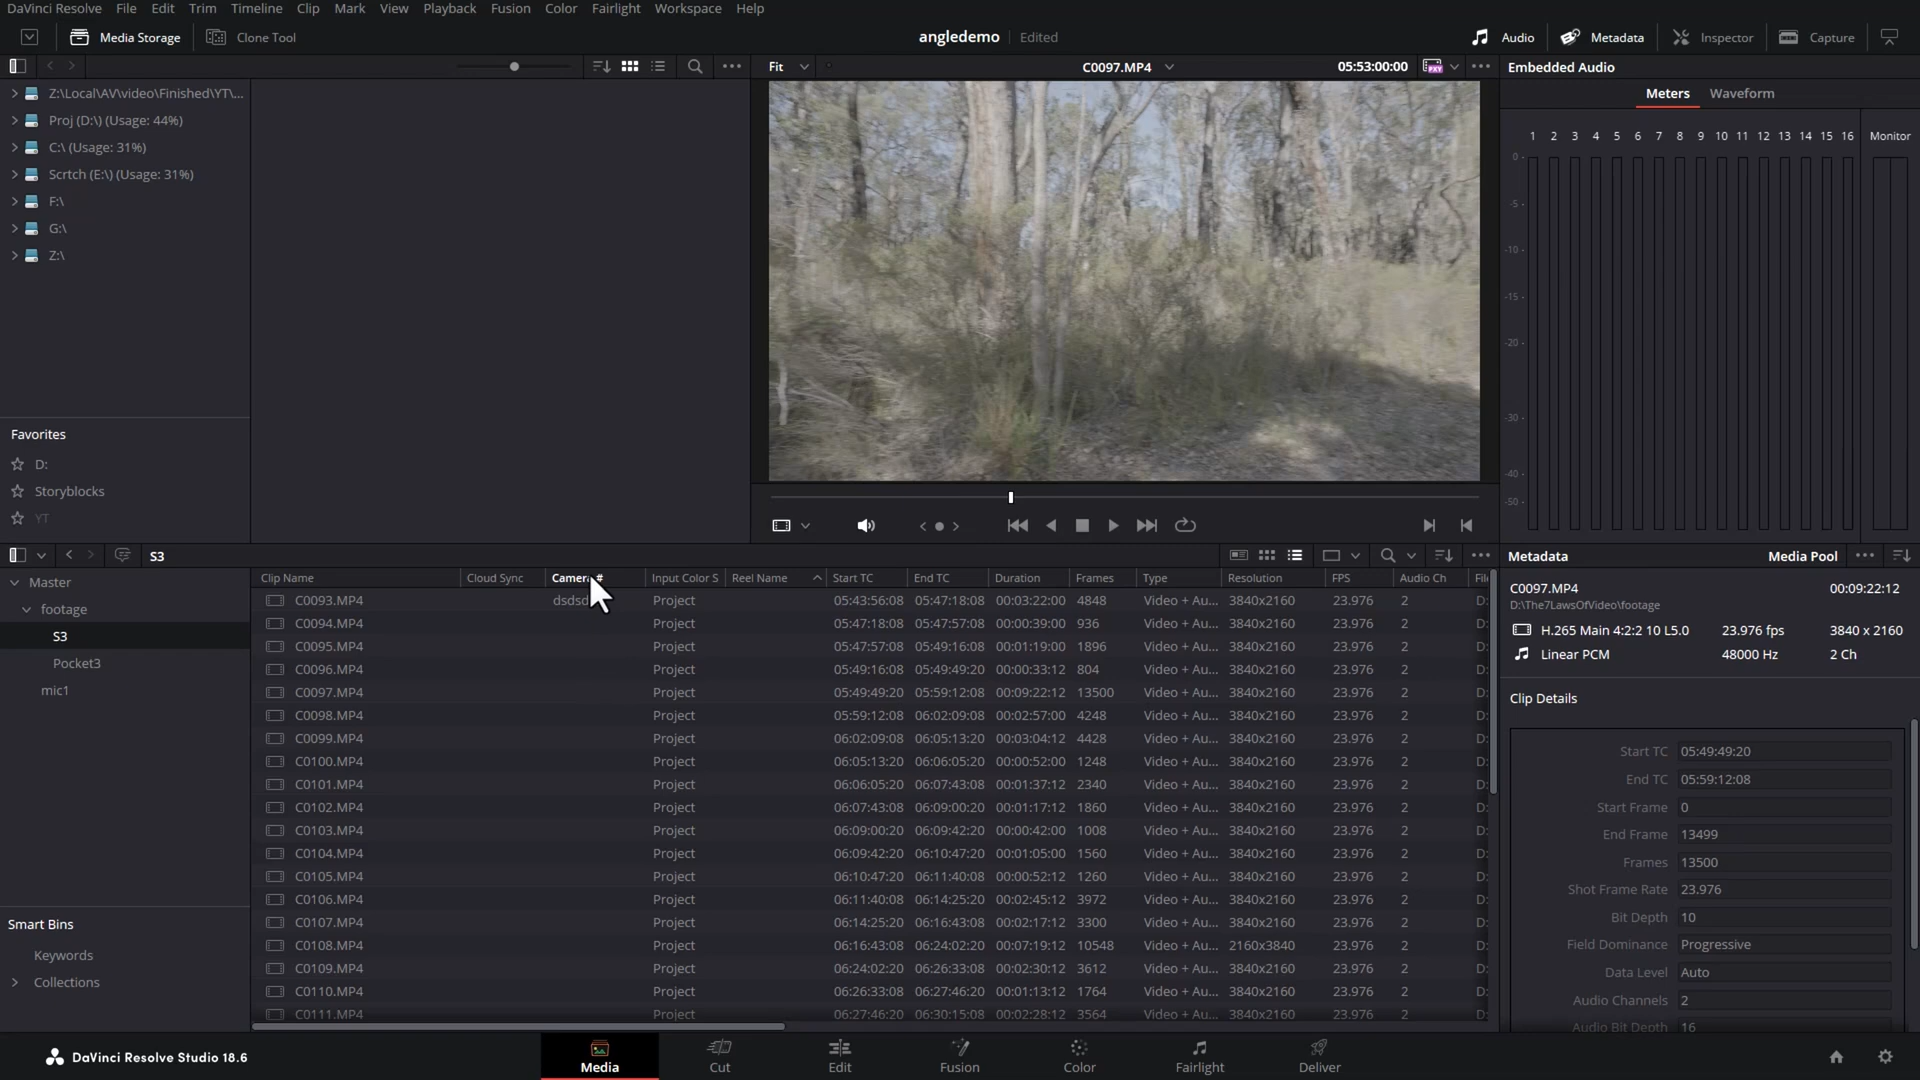 DaVinci Resolve File Edit Trim Timeline Clip Mark View Playback Fusion Color Fairlight Workspace Help
Media Storage Clone Tool angledemo Edited Audio Metadata Inspector Capture
Fit C0097.MP4 05:53:00:00 Embedded Audio
Z:\Local\AV\video\Finished\YT\... Meters Waveform
Proj (D:\) (Usage: 44%)
C:\ (Usage: 31%)
Scrtch (E:\) (Usage: 31%)
F:\
G:\
Z:\
1 2 3 4 5 6 7 8 9 10 11 12 13 14 15 16 Monitor
0
-5
-10
-15
-20
-30
-40
-50
Favorites
D:
Storyblocks
YT
S3 Metadata Media Pool
Master
footage
S3
Pocket3
mic1
Smart Bins
Keywords
Collections
Clip Name Cloud Sync Camera # Input Color S Reel Name Start TC End TC Duration Frames Type Resolution FPS Audio Ch File
C0093.MP4 dsdsd Project 05:43:56:08 05:47:18:08 00:03:22:00 4848 Video + Au... 3840x2160 23.976 2 D:
C0094.MP4 Project 05:47:18:08 05:47:57:08 00:00:39:00 936 Video + Au... 3840x2160 23.976 2 D:
C0095.MP4 Project 05:47:57:08 05:49:16:08 00:01:19:00 1896 Video + Au... 3840x2160 23.976 2 D:
C0096.MP4 Project 05:49:16:08 05:49:49:20 00:00:33:12 804 Video + Au... 3840x2160 23.976 2 D:
C0097.MP4 Project 05:49:49:20 05:59:12:08 00:09:22:12 13500 Video + Au... 3840x2160 23.976 2 D:
C0098.MP4 Project 05:59:12:08 06:02:09:08 00:02:57:00 4248 Video + Au... 3840x2160 23.976 2 D:
C0099.MP4 Project 06:02:09:08 06:05:13:20 00:03:04:12 4428 Video + Au... 3840x2160 23.976 2 D:
C0100.MP4 Project 06:05:13:20 06:06:05:20 00:00:52:00 1248 Video + Au... 3840x2160 23.976 2 D:
C0101.MP4 Project 06:06:05:20 06:07:43:08 00:01:37:12 2340 Video + Au... 3840x2160 23.976 2 D:
C0102.MP4 Project 06:07:43:08 06:09:00:20 00:01:17:12 1860 Video + Au... 3840x2160 23.976 2 D:
C0103.MP4 Project 06:09:00:20 06:09:42:20 00:00:42:00 1008 Video + Au... 3840x2160 23.976 2 D:
C0104.MP4 Project 06:09:42:20 06:10:47:20 00:01:05:00 1560 Video + Au... 3840x2160 23.976 2 D:
C0105.MP4 Project 06:10:47:20 06:11:40:08 00:00:52:12 1260 Video + Au... 3840x2160 23.976 2 D:
C0106.MP4 Project 06:11:40:08 06:14:25:20 00:02:45:12 3972 Video + Au... 3840x2160 23.976 2 D:
C0107.MP4 Project 06:14:25:20 06:16:43:08 00:02:17:12 3300 Video + Au... 3840x2160 23.976 2 D:
C0108.MP4 Project 06:16:43:08 06:24:02:20 00:07:19:12 10548 Video + Au... 2160x3840 23.976 2 D:
C0109.MP4 Project 06:24:02:20 06:26:33:08 00:02:30:12 3612 Video + Au... 3840x2160 23.976 2 D:
C0110.MP4 Project 06:26:33:08 06:27:46:20 00:01:13:12 1764 Video + Au... 3840x2160 23.976 2 D:
C0111.MP4 Project 06:27:46:20 06:30:15:08 00:02:28:12 3564 Video + Au... 3840x2160 23.976 2 D:
C0097.MP4 00:09:22:12
D:\The7LawsOfVideo\footage
H.265 Main 4:2:2 10 L5.0 23.976 fps 3840 x 2160
Linear PCM 48000 Hz 2 Ch
Clip Details
Start TC 05:49:49:20
End TC 05:59:12:08
Start Frame 0
End Frame 13499
Frames 13500
Shot Frame Rate 23.976
Bit Depth 10
Field Dominance Progressive
Data Level Auto
Audio Channels 2
Audio Bit Depth 16
DaVinci Resolve Studio 18.6 Media Cut Edit Fusion Color Fairlight Deliver